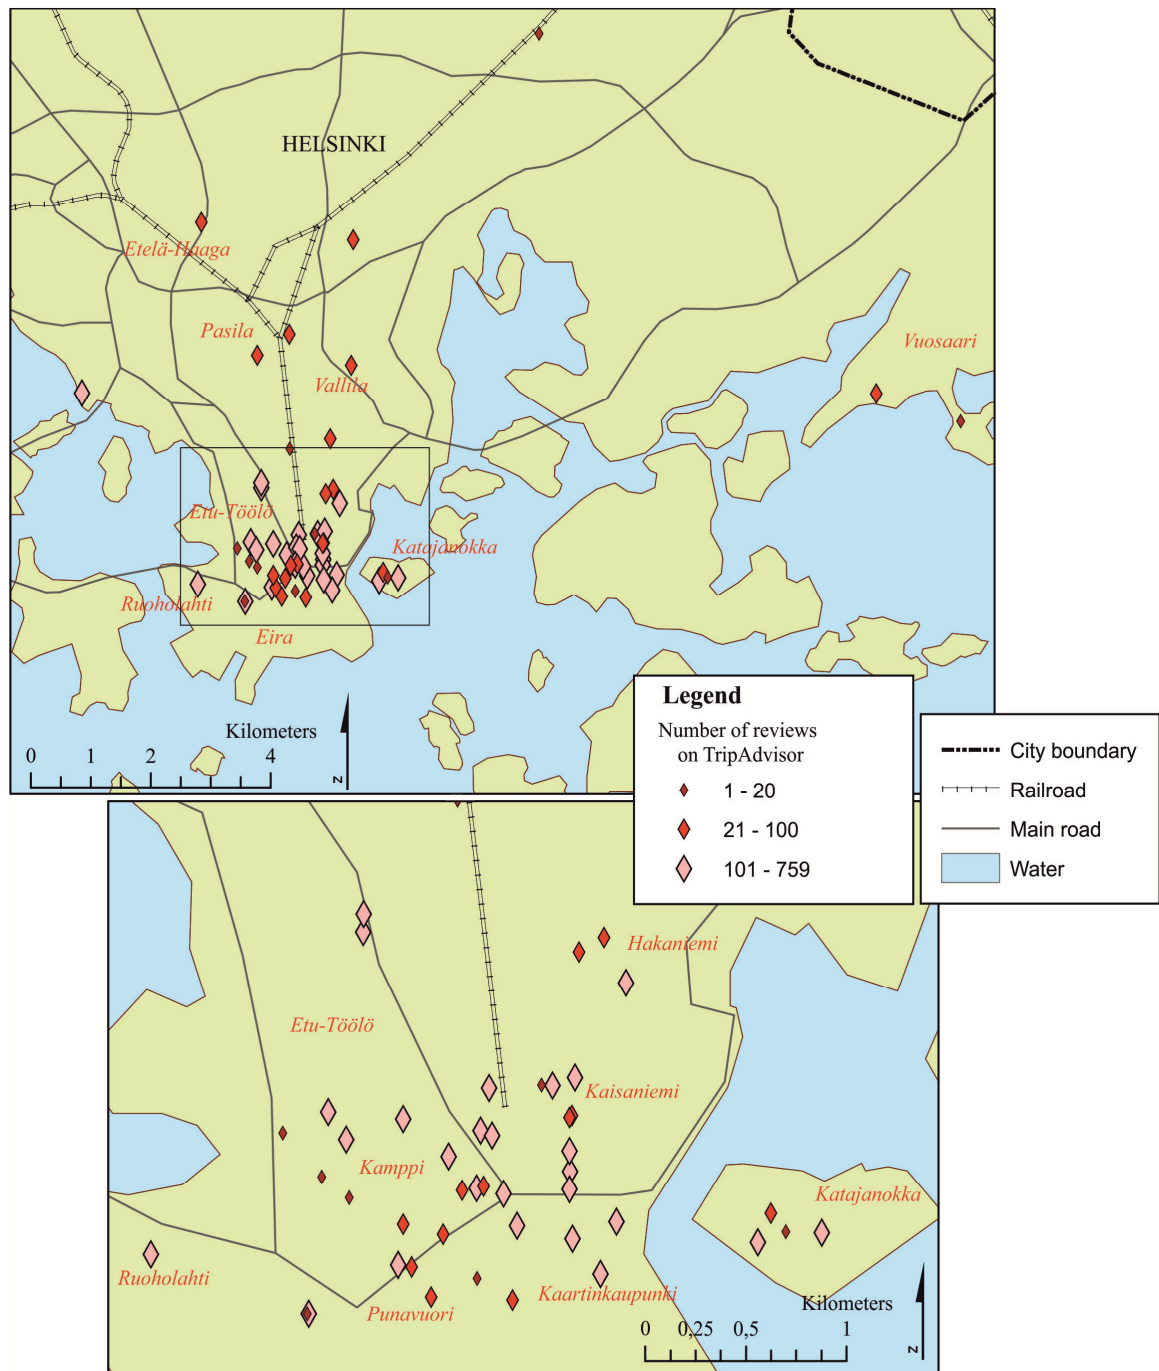 HELSINKI
Etelä-Haaga
Pasila
Vallila
Vuosaari
Etu-Töölö
Katajanokka
Ruoholahti
Eira
Kilometers
0 1 2 4
N
Legend
Number of reviews
on TripAdvisor
1 - 20
21 - 100
101 - 759
City boundary
Railroad
Main road
Water
Hakaniemi
Etu-Töölö
Kaisaniemi
Kamppi
Katajanokka
Ruoholahti
Kaartinkaupunki
Punavuori
Kilometers
0 0,25 0,5 1
N